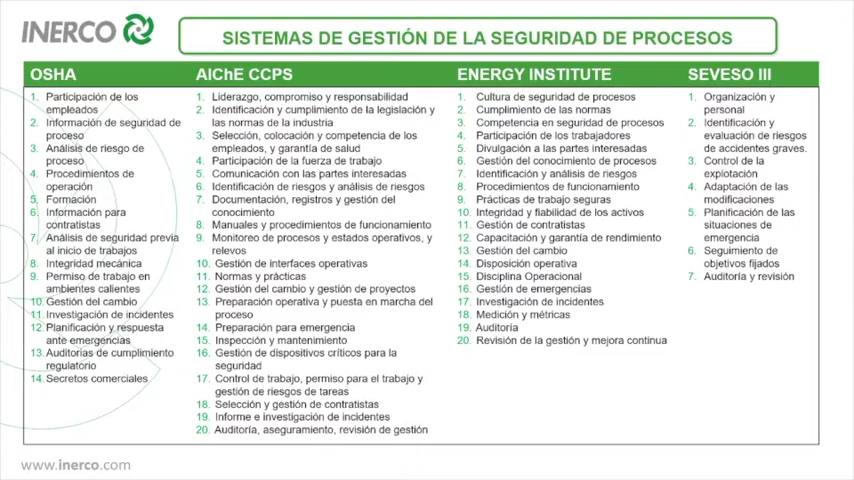 INERCO
SISTEMAS DE GESTIÓN DE LA SEGURIDAD DE PROCESOS
OSHA
1. Participación de los
empleados
2. Información de seguridad de
proceso
3. Análisis de riesgo de
proceso
4. Procedimientos de
operación
5. Formación
6. Información para
contratistas
7. Análisis de seguridad previa
al inicio de trabajos
8. Integridad mecánica
9. Permiso de trabajo en
ambientes calientes
10. Gestión del cambio
11. Investigación de incidentes
12. Planificación y respuesta
ante emergencias
13. Auditorías de cumplimiento
regulatorio
14. Secretos comerciales
AIChE CCPS
1. Liderazgo, compromiso y responsabilidad
2. Identificación y cumplimiento de la legislación y
las normas de la industria
3. Selección, colocación y competencia de los
empleados, y garantía de salud
4. Participación de la fuerza de trabajo
5. Comunicación con las partes interesadas
6. Identificación de riesgos y análisis de riesgos
7. Documentación, registros y gestión del
conocimiento
8. Manuales y procedimientos de funcionamiento
9. Monitoreo de procesos y estados operativos, y
relevos
10. Gestión de interfaces operativas
11. Normas y prácticas
12. Gestión del cambio y gestión de proyectos
13. Preparación operativa y puesta en marcha del
proceso
14. Preparación para emergencia
15. Inspección y mantenimiento
16. Gestión de dispositivos críticos para la
seguridad
17. Control de trabajo, permiso para el trabajo y
gestión de riesgos de tareas
18. Selección y gestión de contratistas
19. Informe e investigación de incidentes
20. Auditoría, aseguramiento, revisión de gestión
ENERGY INSTITUTE
1. Cultura de seguridad de procesos
2. Cumplimiento de las normas
3. Competencia en seguridad de procesos
4. Participación de los trabajadores
5. Divulgación a las partes interesadas
6. Gestión del conocimiento de procesos
7. Identificación y análisis de riesgos
8. Procedimientos de funcionamiento
9. Prácticas de trabajo seguras
10. Integridad y fiabilidad de los activos
11. Gestión de contratistas
12. Capacitación y garantía de rendimiento
13. Gestión del cambio
14. Disposición operativa
15. Disciplina Operacional
16. Gestión de emergencias
17. Investigación de incidentes
18. Medición y métricas
19. Auditoría
20. Revisión de la gestión y mejora continua
SEVESO III
1. Organización y
personal
2. Identificación y
evaluación de riesgos
de accidentes graves.
3. Control de la
explotación
4. Adaptación de las
modificaciones
5. Planificación de las
situaciones de
emergencia
6. Seguimiento de
objetivos fijados
7. Auditoría y revisión
www.inerco.com